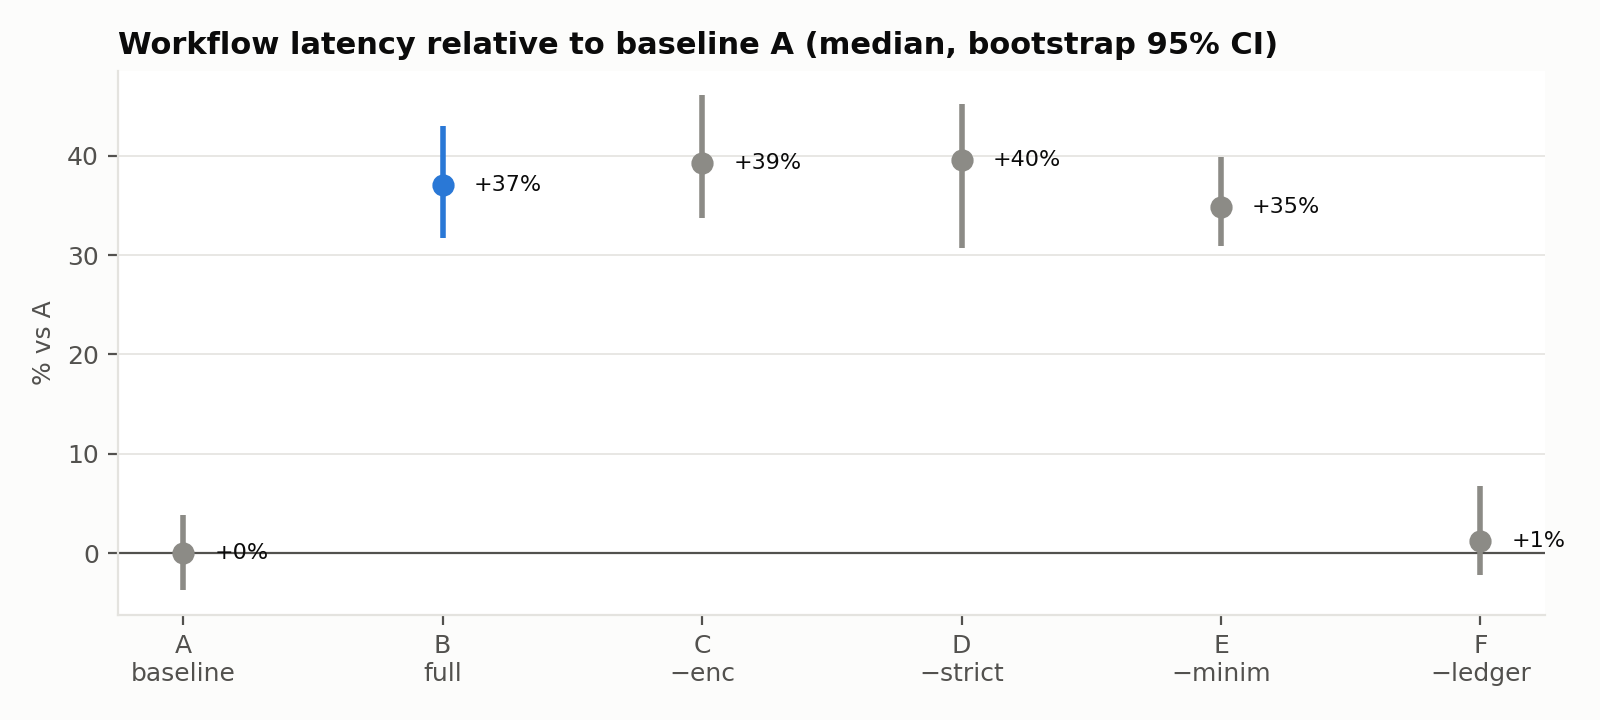 Workflow latency relative to baseline A (median, bootstrap 95% CI)
% vs A
40
30
20
10
0
+0%
+37%
+39%
+40%
+35%
+1%
A
baseline
B
full
C
−enc
D
−strict
E
−minim
F
−ledger